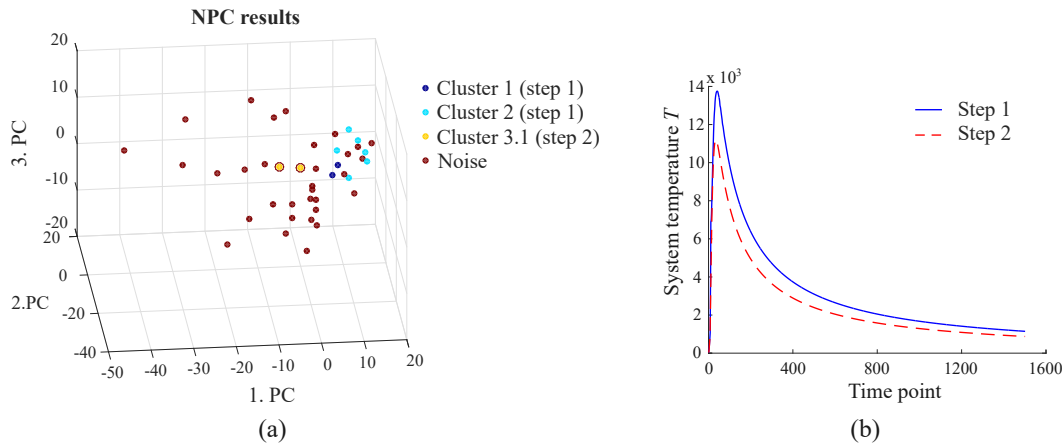 NPC results
20
10
0
-10
-20
3. PC
20
0
-20
-40
2.PC
-50
-40
-30
-20
-10
0
10
20
1. PC
Cluster 1 (step 1)
Cluster 2 (step 1)
Cluster 3.1 (step 2)
Noise
(a)
x 10³
14
12
10
8
6
4
2
0
System temperature T
0
400
800
1200
1600
Time point
Step 1
Step 2
(b)